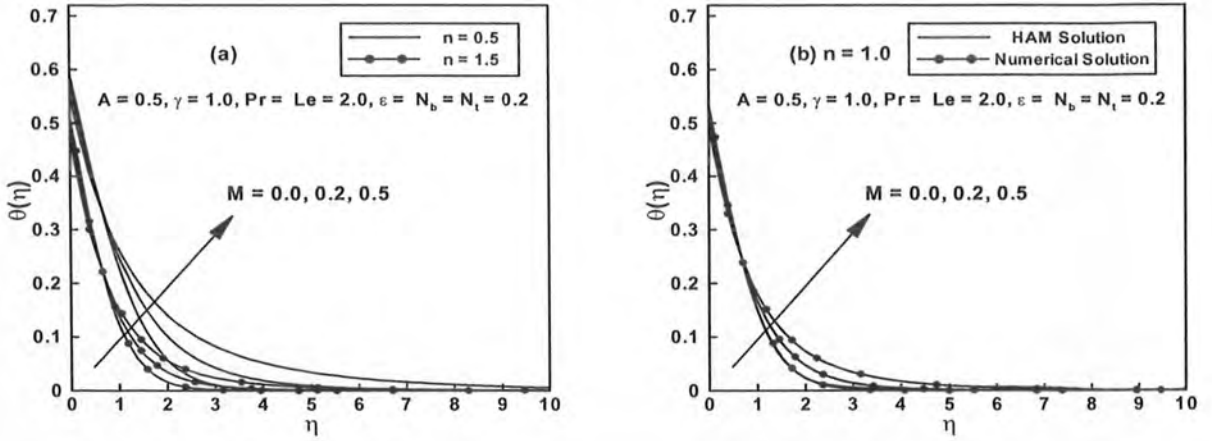 0.7
0.6
0.5
0.4
0.3
0.2
0.1
0
θ(η)
(a)
n = 0.5
n = 1.5
A = 0.5, γ = 1.0, Pr = Le = 2.0, ε = N_b = N_t = 0.2
M = 0.0, 0.2, 0.5
0 1 2 3 4 5 6 7 8 9 10
η
0.7
0.6
0.5
0.4
0.3
0.2
0.1
0
θ(η)
(b) n = 1.0
HAM Solution
Numerical Solution
A = 0.5, γ = 1.0, Pr = Le = 2.0, ε = N_b = N_t = 0.2
M = 0.0, 0.2, 0.5
0 1 2 3 4 5 6 7 8 9 10
η